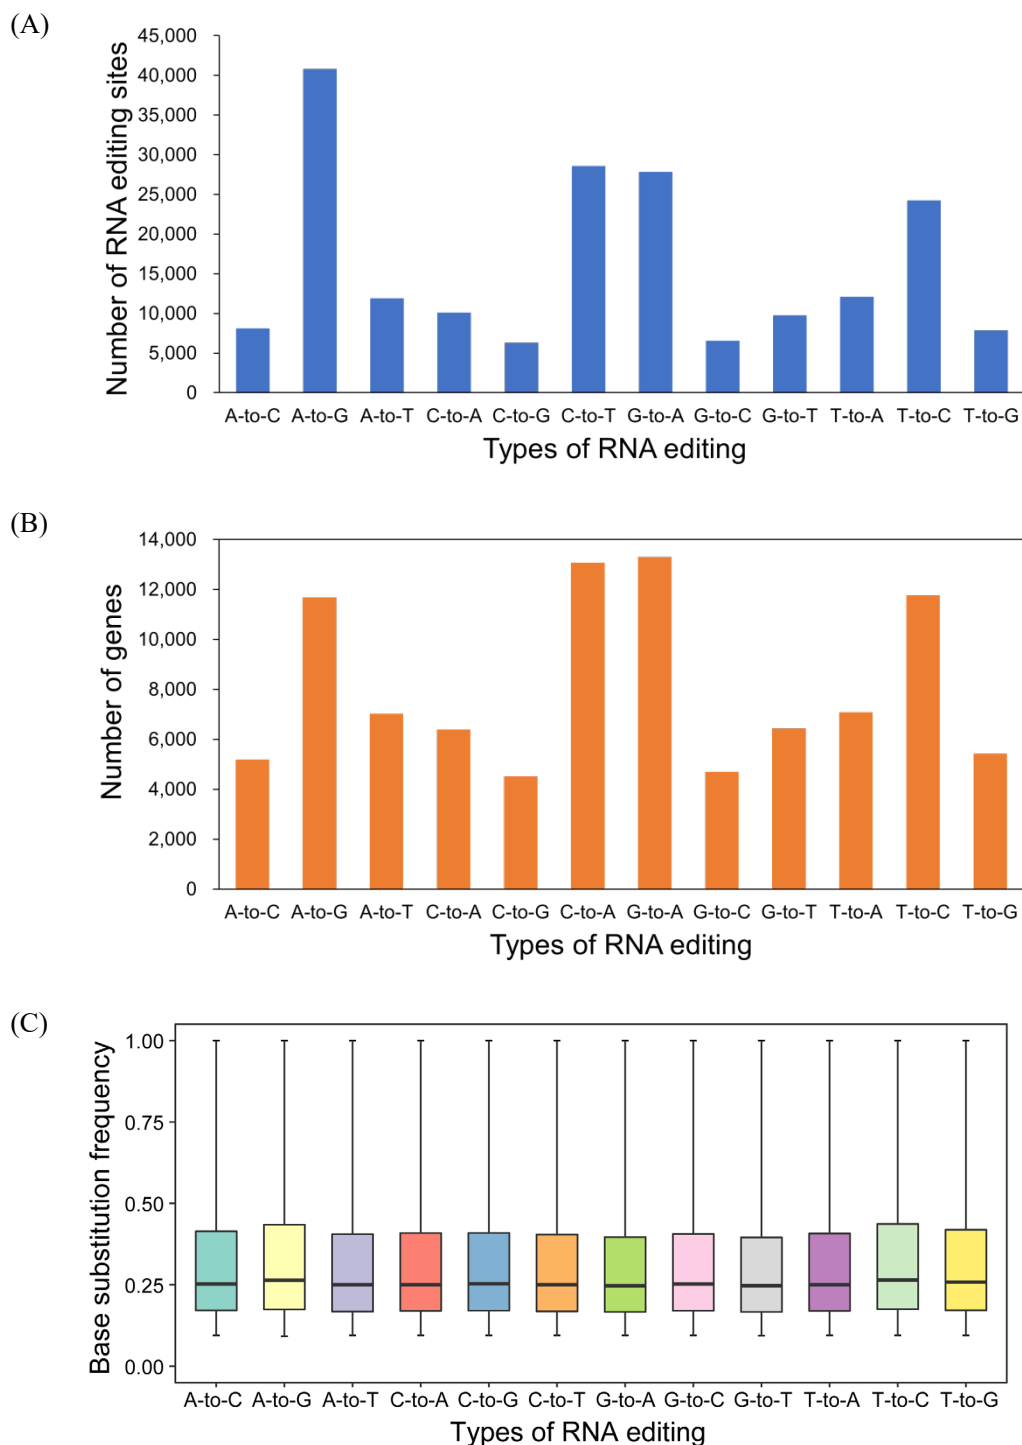 (A)
Number of RNA editing sites
45,000
40,000
35,000
30,000
25,000
20,000
15,000
10,000
5,000
0
A-to-C A-to-G A-to-T C-to-A C-to-G C-to-T G-to-A G-to-C G-to-T T-to-A T-to-C T-to-G
Types of RNA editing
(B)
Number of genes
14,000
12,000
10,000
8,000
6,000
4,000
2,000
0
A-to-C A-to-G A-to-T C-to-A C-to-G C-to-A G-to-A G-to-C G-to-T T-to-A T-to-C T-to-G
Types of RNA editing
(C)
Base substitution frequency
1.00
0.75
0.50
0.25
0.00
A-to-C A-to-G A-to-T C-to-A C-to-G C-to-T G-to-A G-to-C G-to-T T-to-A T-to-C T-to-G
Types of RNA editing